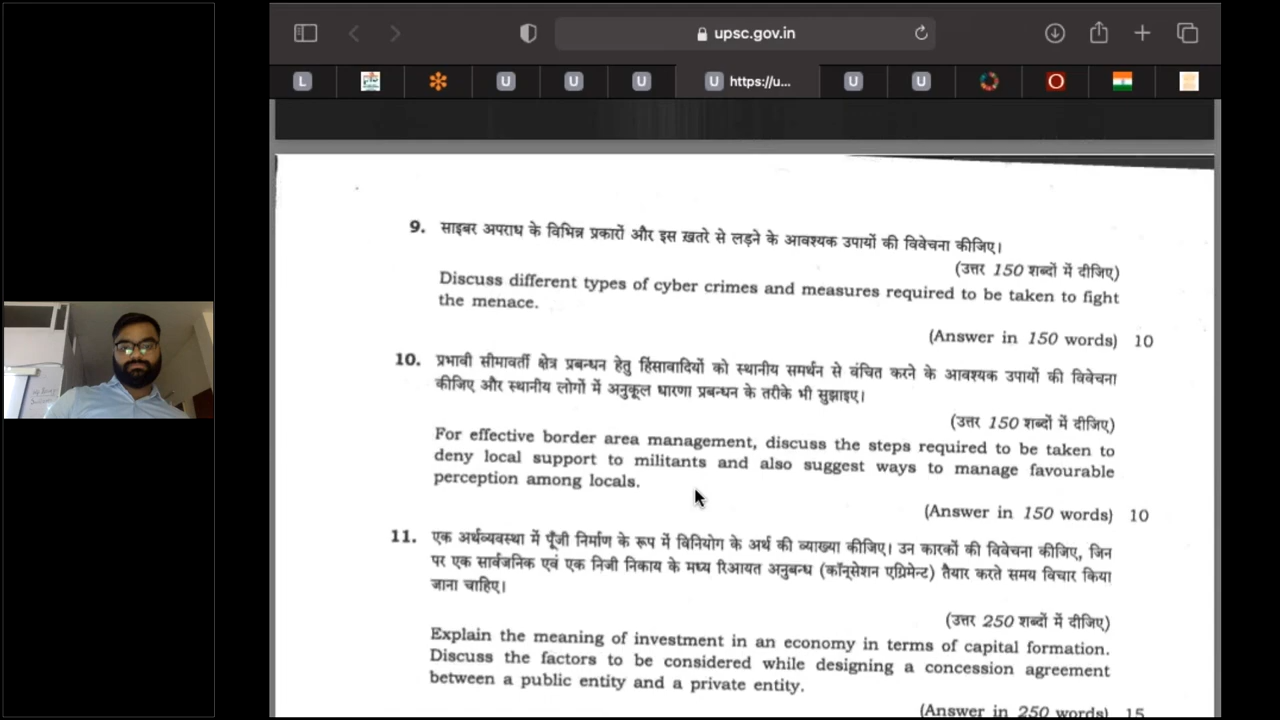 upsc.gov.in
L
U
U
U
U https://u...
U
U
O
9. साइबर अपराध के विभिन्न प्रकारों और इस ख़तरे से लड़ने के आवश्यक उपायों की विवेचना कीजिए।
(उत्तर 150 शब्दों में दीजिए)
Discuss different types of cyber crimes and measures required to be taken to fight
the menace.
(Answer in 150 words) 10
10. प्रभावी सीमावर्ती क्षेत्र प्रबन्धन हेतु हिंसावादियों को स्थानीय समर्थन से वंचित करने के आवश्यक उपायों की विवेचना
कीजिए और स्थानीय लोगों में अनुकूल धारणा प्रबन्धन के तरीके भी सुझाइए।
(उत्तर 150 शब्दों में दीजिए)
For effective border area management, discuss the steps required to be taken to
deny local support to militants and also suggest ways to manage favourable
perception among locals.
(Answer in 150 words) 10
11. एक अर्थव्यवस्था में पूँजी निर्माण के रूप में विनियोग के अर्थ की व्याख्या कीजिए। उन कारकों की विवेचना कीजिए, जिन
पर एक सार्वजनिक एवं एक निजी निकाय के मध्य रिआयत अनुबन्ध (कॉन्सेशन एग्रिमेन्ट) तैयार करते समय विचार किया
जाना चाहिए।
(उत्तर 250 शब्दों में दीजिए)
Explain the meaning of investment in an economy in terms of capital formation.
Discuss the factors to be considered while designing a concession agreement
between a public entity and a private entity.
(Answer in 250 words) 15